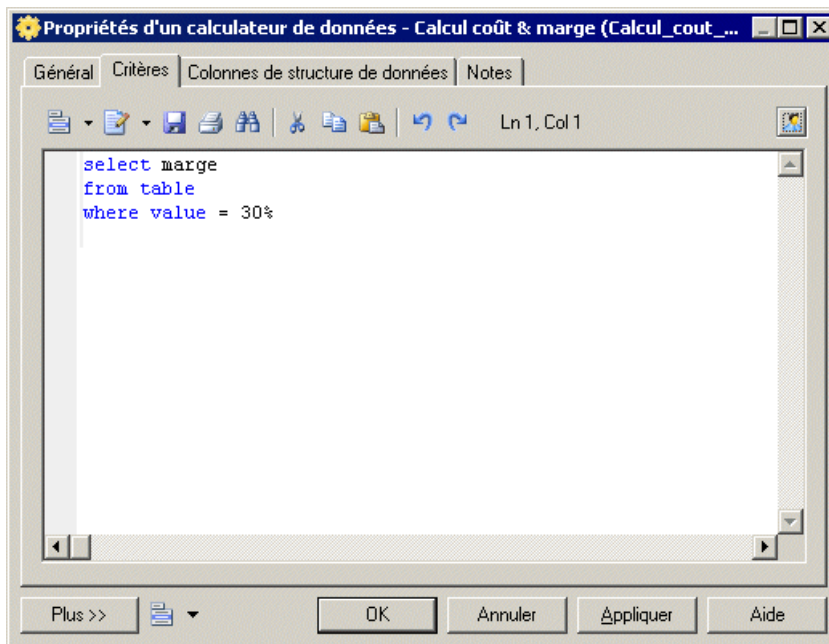 Propriétés d'un calculateur de données - Calcul coût & marge (Calcul_cout_...
Général Critères Colonnes de structure de données Notes
Ln 1, Col 1
select marge
from table
where value = 30%
Plus >> OK Annuler Appliquer Aide